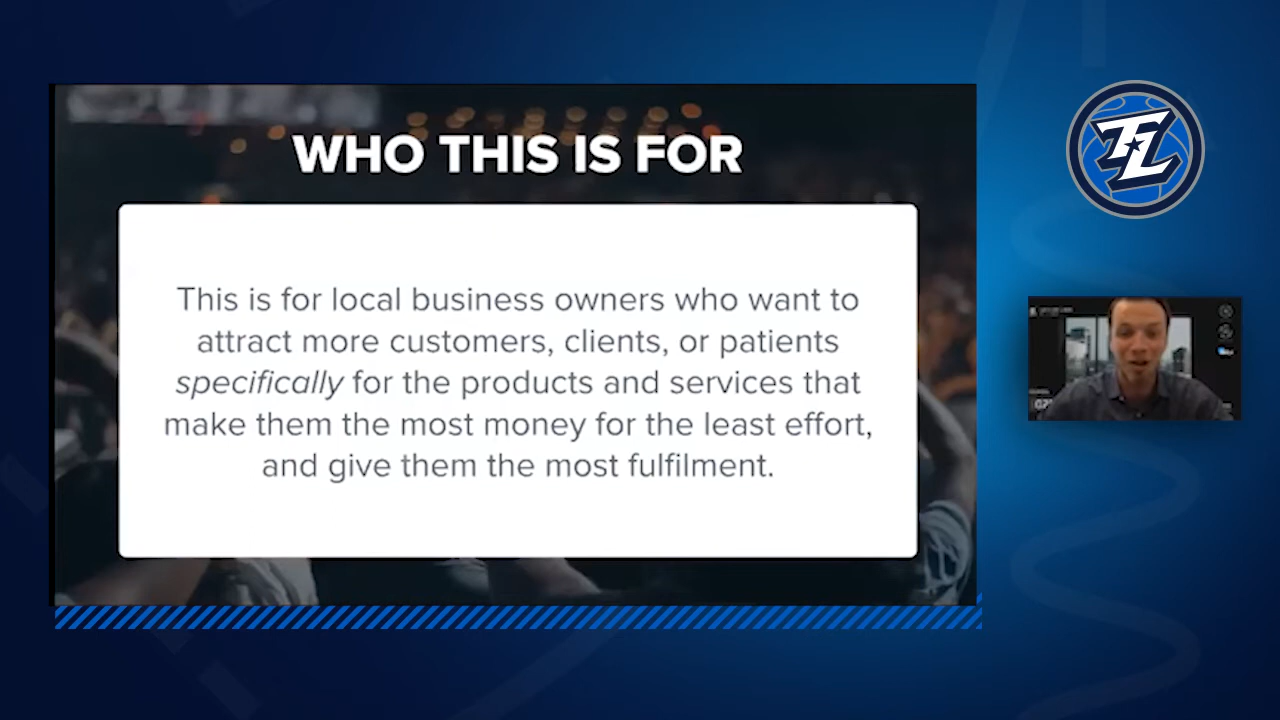 WHO THIS IS FOR
This is for local business owners who want to
attract more customers, clients, or patients
specifically for the products and services that
make them the most money for the least effort,
and give them the most fulfilment.
TL